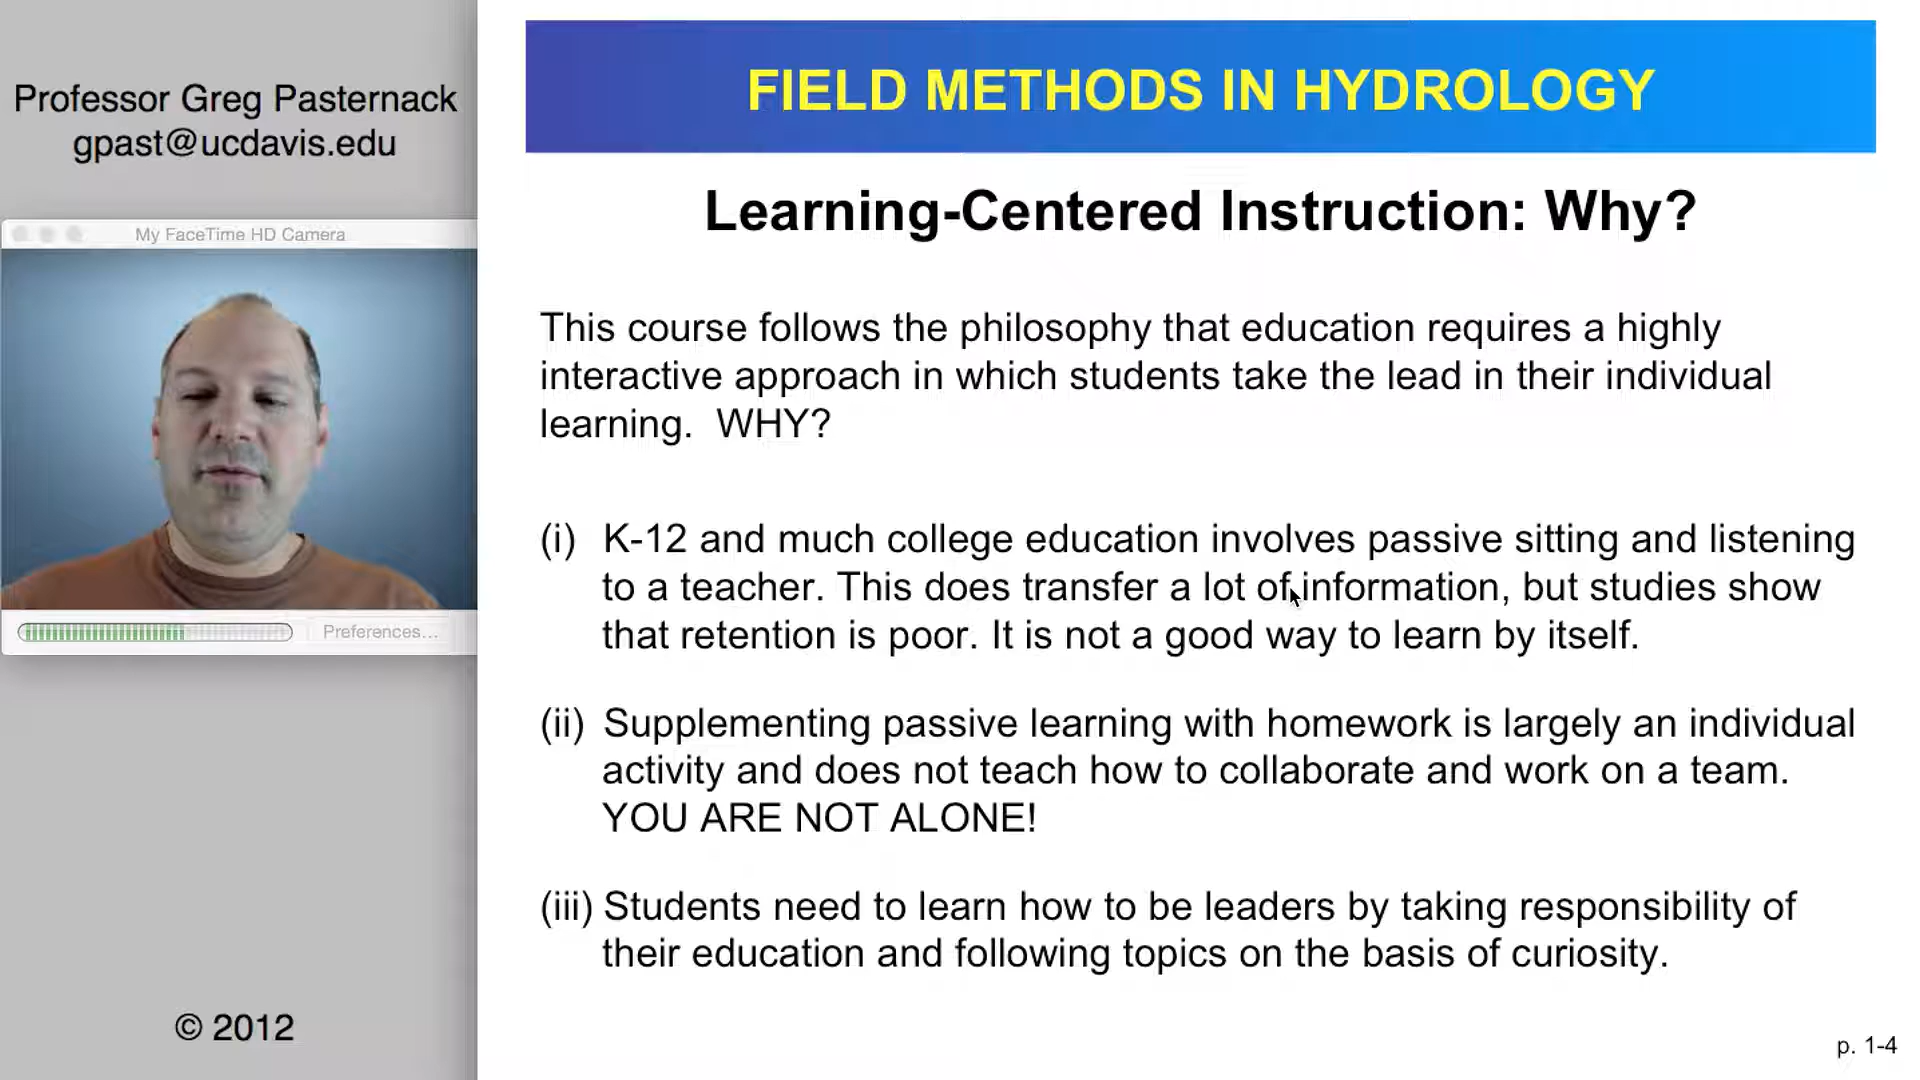 Professor Greg Pasternack
gpast@ucdavis.edu
My FaceTime HD Camera
Preferences...
© 2012
FIELD METHODS IN HYDROLOGY
Learning-Centered Instruction: Why?
This course follows the philosophy that education requires a highly
interactive approach in which students take the lead in their individual
learning.  WHY?
(i) K-12 and much college education involves passive sitting and listening
to a teacher. This does transfer a lot of information, but studies show
that retention is poor. It is not a good way to learn by itself.
(ii) Supplementing passive learning with homework is largely an individual
activity and does not teach how to collaborate and work on a team.
YOU ARE NOT ALONE!
(iii) Students need to learn how to be leaders by taking responsibility of
their education and following topics on the basis of curiosity.
p. 1-4